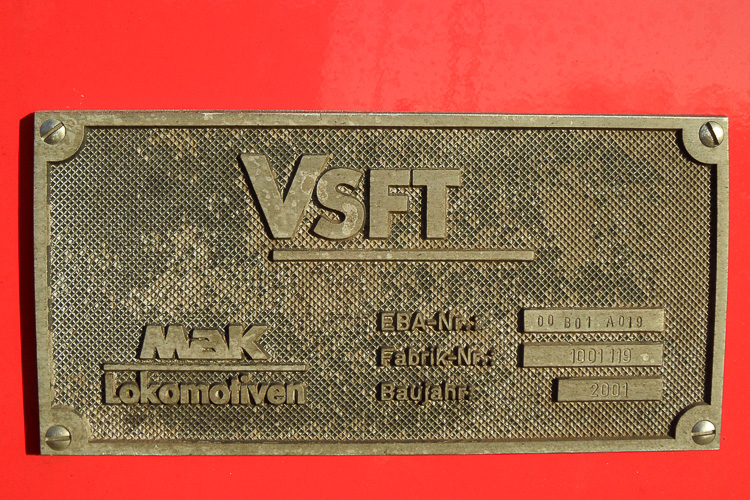 VSFT
MaK
Lokomotiven
EBA-Nr.: 00 B01 A019
Fabrik-Nr.: 1001119
Baujahr: 2001